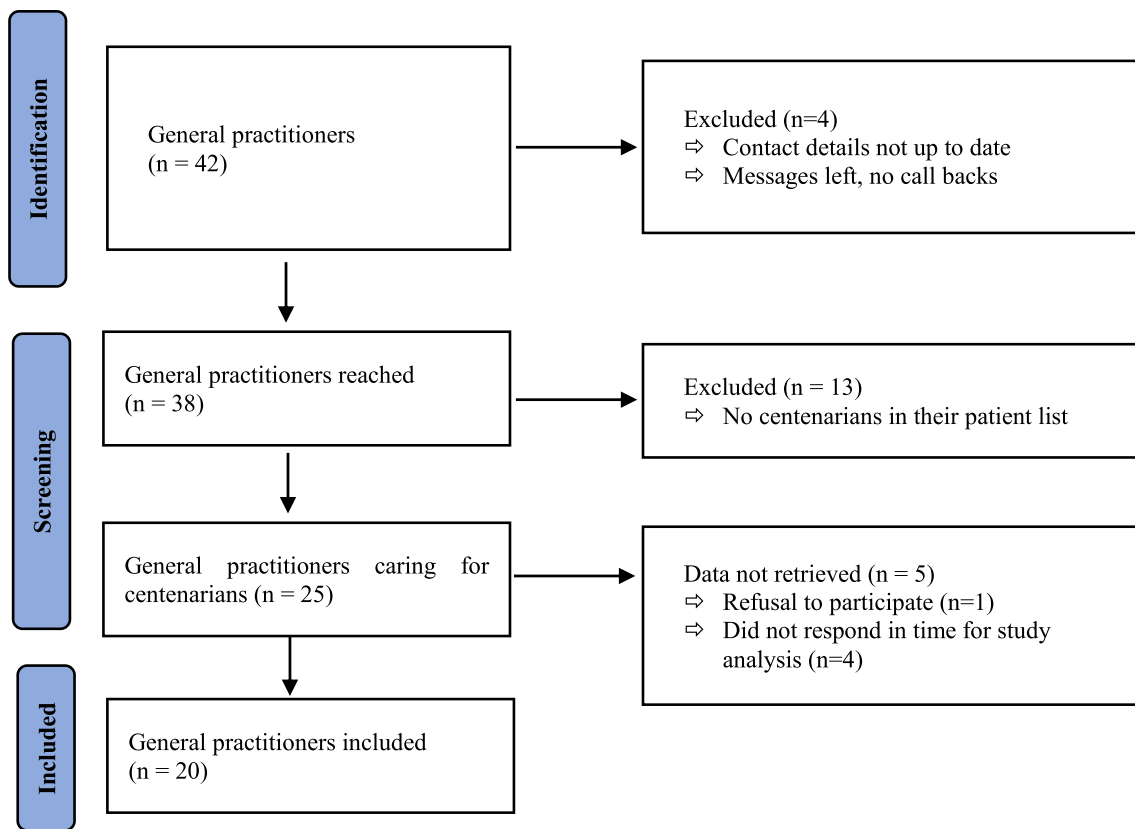 Identification
General practitioners
(n = 42)
Excluded (n=4)
⇨ Contact details not up to date
⇨ Messages left, no call backs
Screening
General practitioners reached
(n = 38)
Excluded (n = 13)
⇨ No centenarians in their patient list
General practitioners caring for
centenarians (n = 25)
Data not retrieved (n = 5)
⇨ Refusal to participate (n=1)
⇨ Did not respond in time for study
analysis (n=4)
Included
General practitioners included
(n = 20)